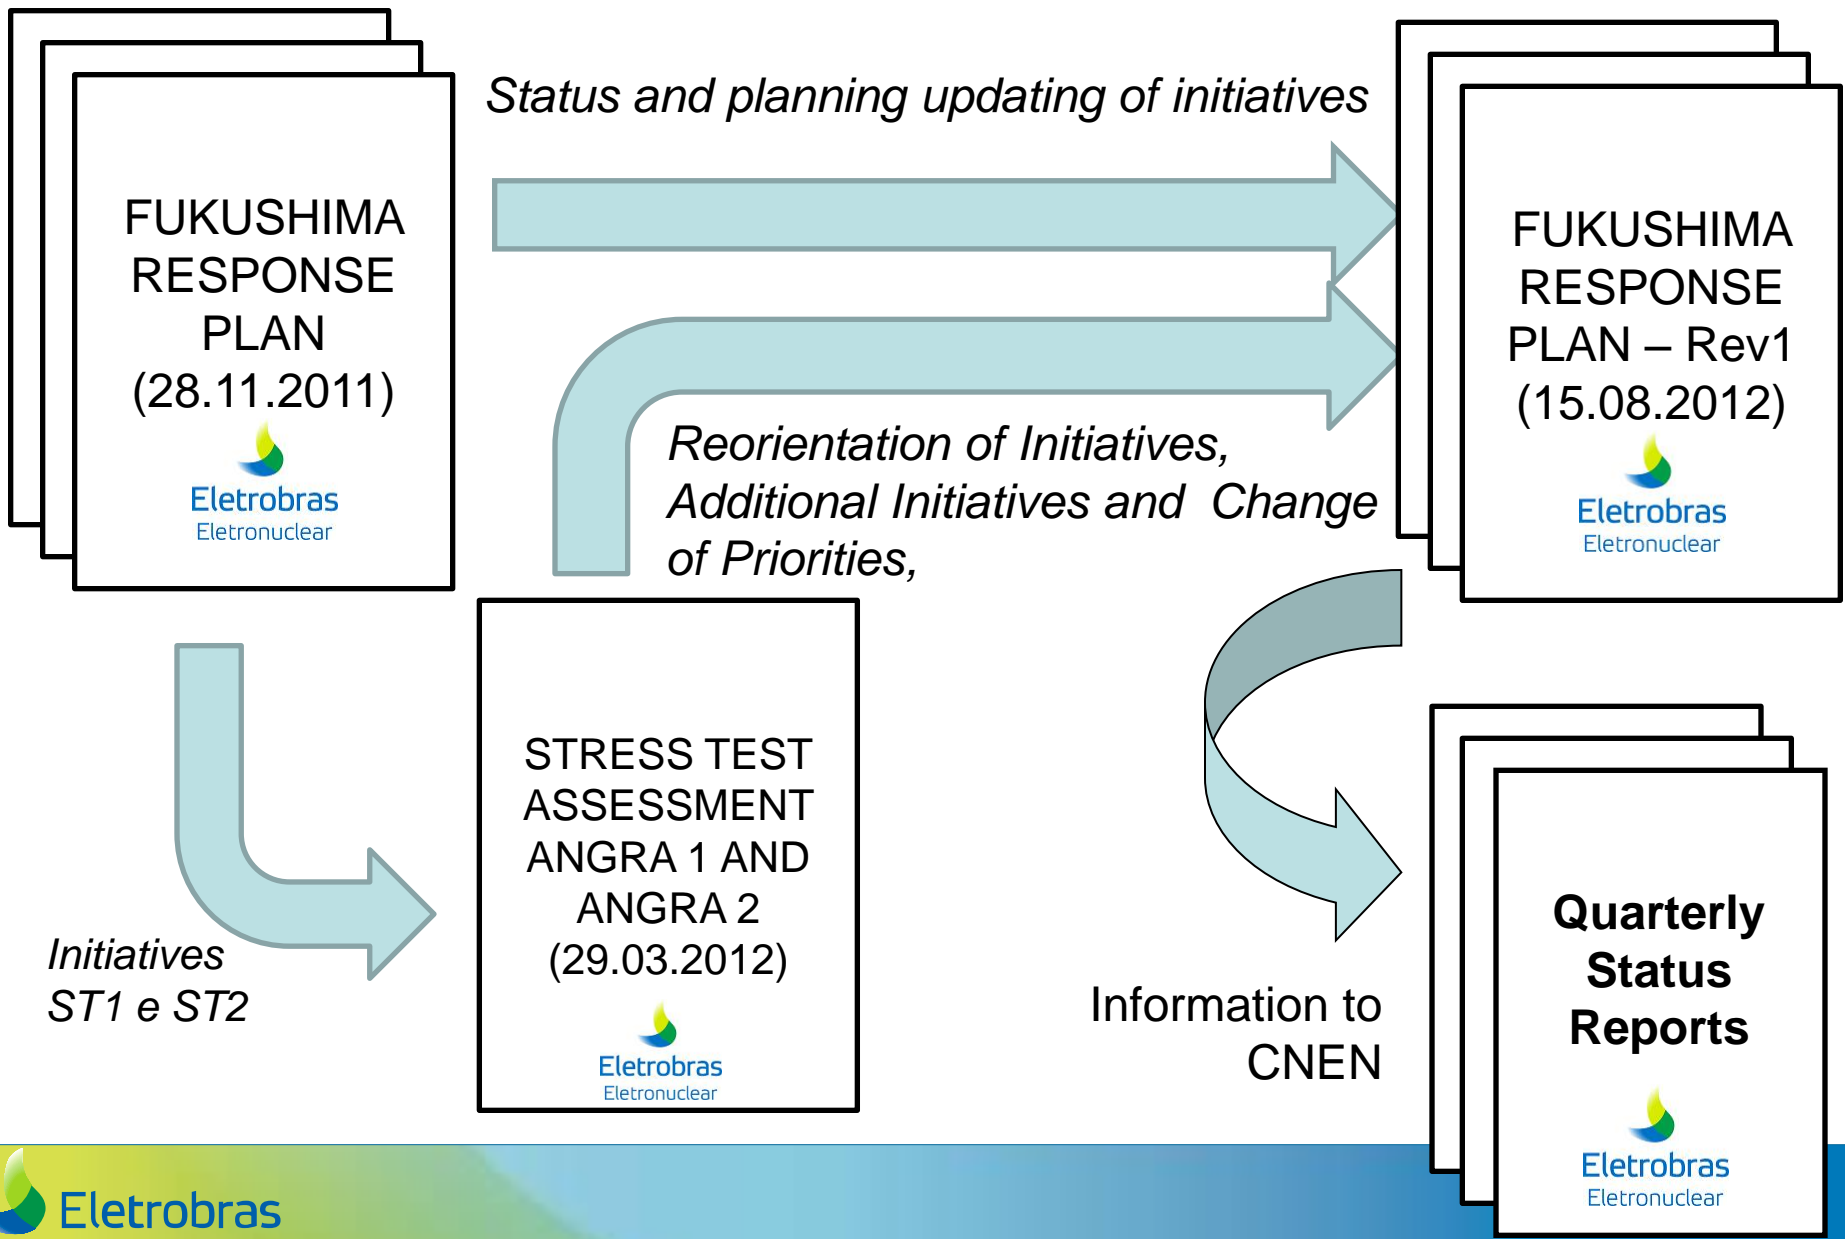 Status and planning updating of initiatives
FUKUSHIMA
RESPONSE
PLAN
(28.11.2011)
Eletrobras
Eletronuclear
FUKUSHIMA
RESPONSE
PLAN – Rev1
(15.08.2012)
Eletrobras
Eletronuclear
Reorientation of Initiatives,
Additional Initiatives and Change
of Priorities,
Initiatives
ST1 e ST2
STRESS TEST
ASSESSMENT
ANGRA 1 AND
ANGRA 2
(29.03.2012)
Eletrobras
Eletronuclear
Information to
CNEN
Quarterly
Status
Reports
Eletrobras
Eletronuclear
Eletrobras